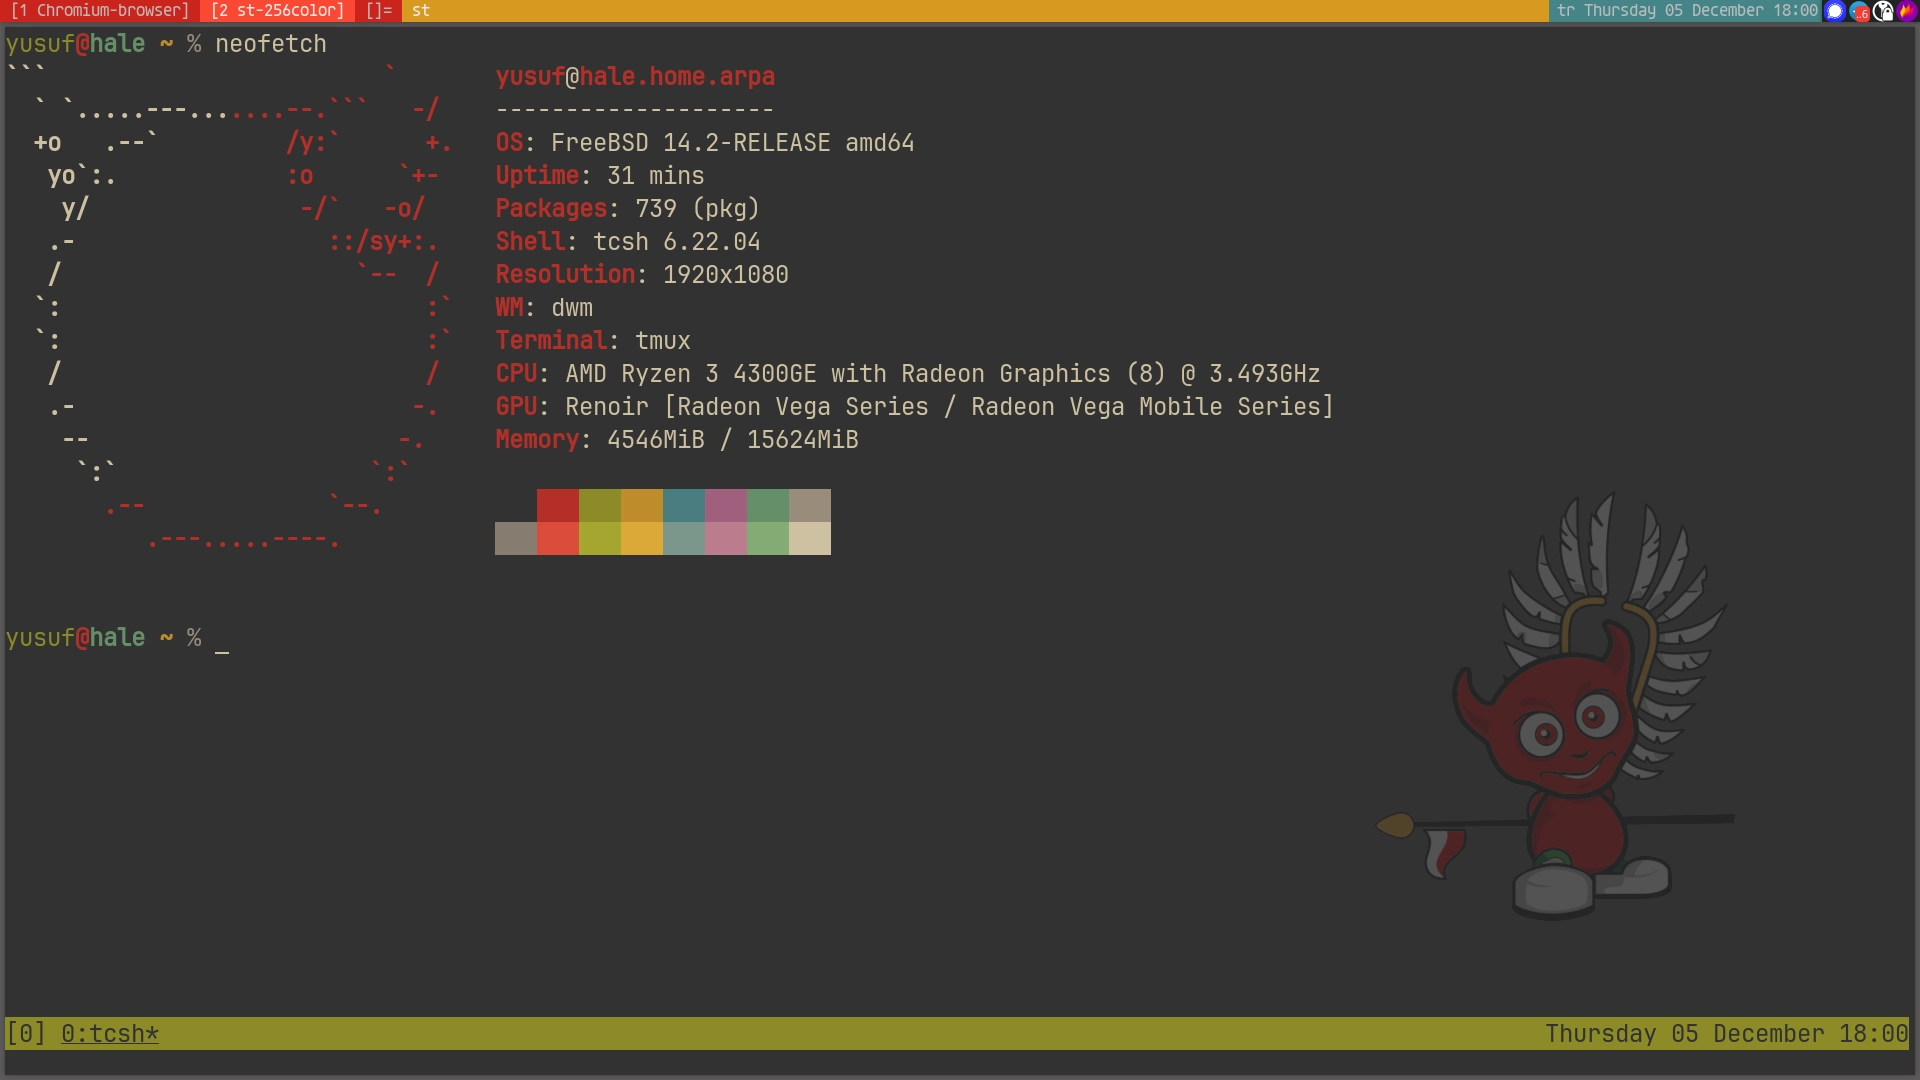 [1 Chromium-browser] [2 st-256color] []= st tr Thursday 05 December 18:00
yusuf@hale ~ % neofetch
```                        `
  ` `.....---.......--.```   -/
  +o   .--`         /y:`      +.
   yo`:.            :o      `+-
    y/               -/`   -o/
   .-                  ::/sy+:.
   /                     `--  /
  `:                          :`
  `:                          :`
   /                          /
   .-                        -.
    --                      -.
     `:`                  `:`
       .--             `--.
          .---.....----.
yusuf@hale.home.arpa
--------------------
OS: FreeBSD 14.2-RELEASE amd64
Uptime: 31 mins
Packages: 739 (pkg)
Shell: tcsh 6.22.04
Resolution: 1920x1080
WM: dwm
Terminal: tmux
CPU: AMD Ryzen 3 4300GE with Radeon Graphics (8) @ 3.493GHz
GPU: Renoir [Radeon Vega Series / Radeon Vega Mobile Series]
Memory: 4546MiB / 15624MiB
yusuf@hale ~ % _
[0] 0:tcsh* Thursday 05 December 18:00